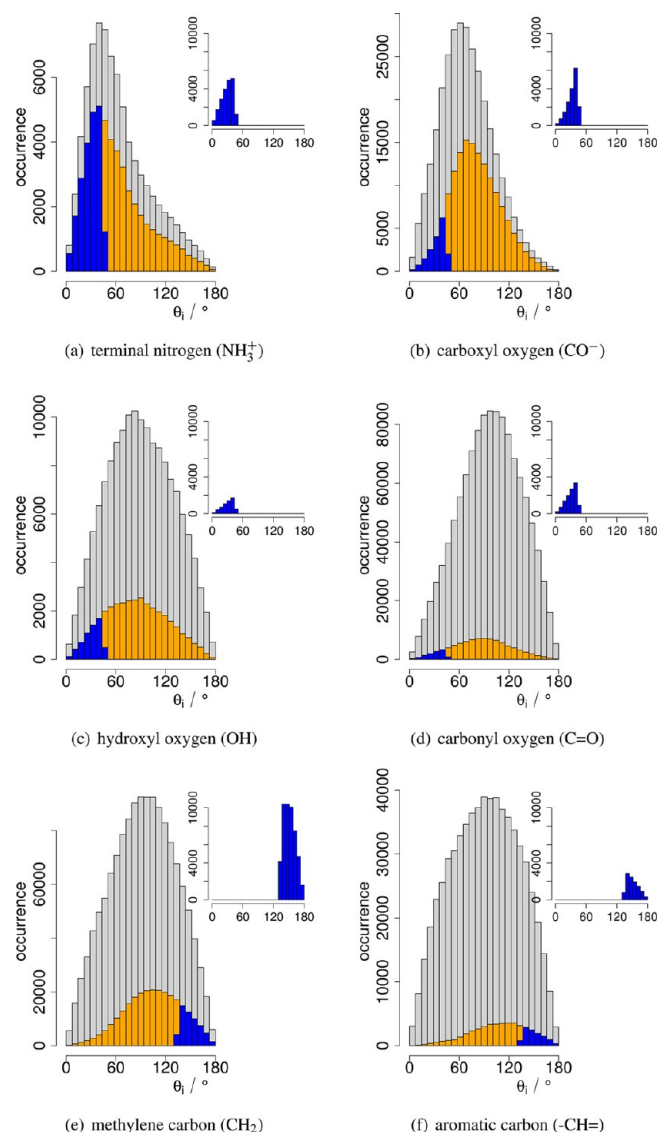 occurrence
0 2000 4000 6000
0 60 120 180
θi / °
0 4000 10000
0 60 120 180
(a) terminal nitrogen (NH3+)
occurrence
0 5000 15000 25000
0 60 120 180
θi / °
0 4000 10000
0 60 120 180
(b) carboxyl oxygen (CO−)
occurrence
0 2000 4000 6000 10000
0 60 120 180
θi / °
0 4000 10000
0 60 120 180
(c) hydroxyl oxygen (OH)
occurrence
0 20000 40000 60000 80000
0 60 120 180
θi / °
0 4000 10000
0 60 120 180
(d) carbonyl oxygen (C=O)
occurrence
0 20000 60000
0 60 120 180
θi / °
0 4000 10000
0 60 120 180
(e) methylene carbon (CH2)
occurrence
0 10000 20000 30000 40000
0 60 120 180
θi / °
0 4000 10000
0 60 120 180
(f) aromatic carbon (-CH=)